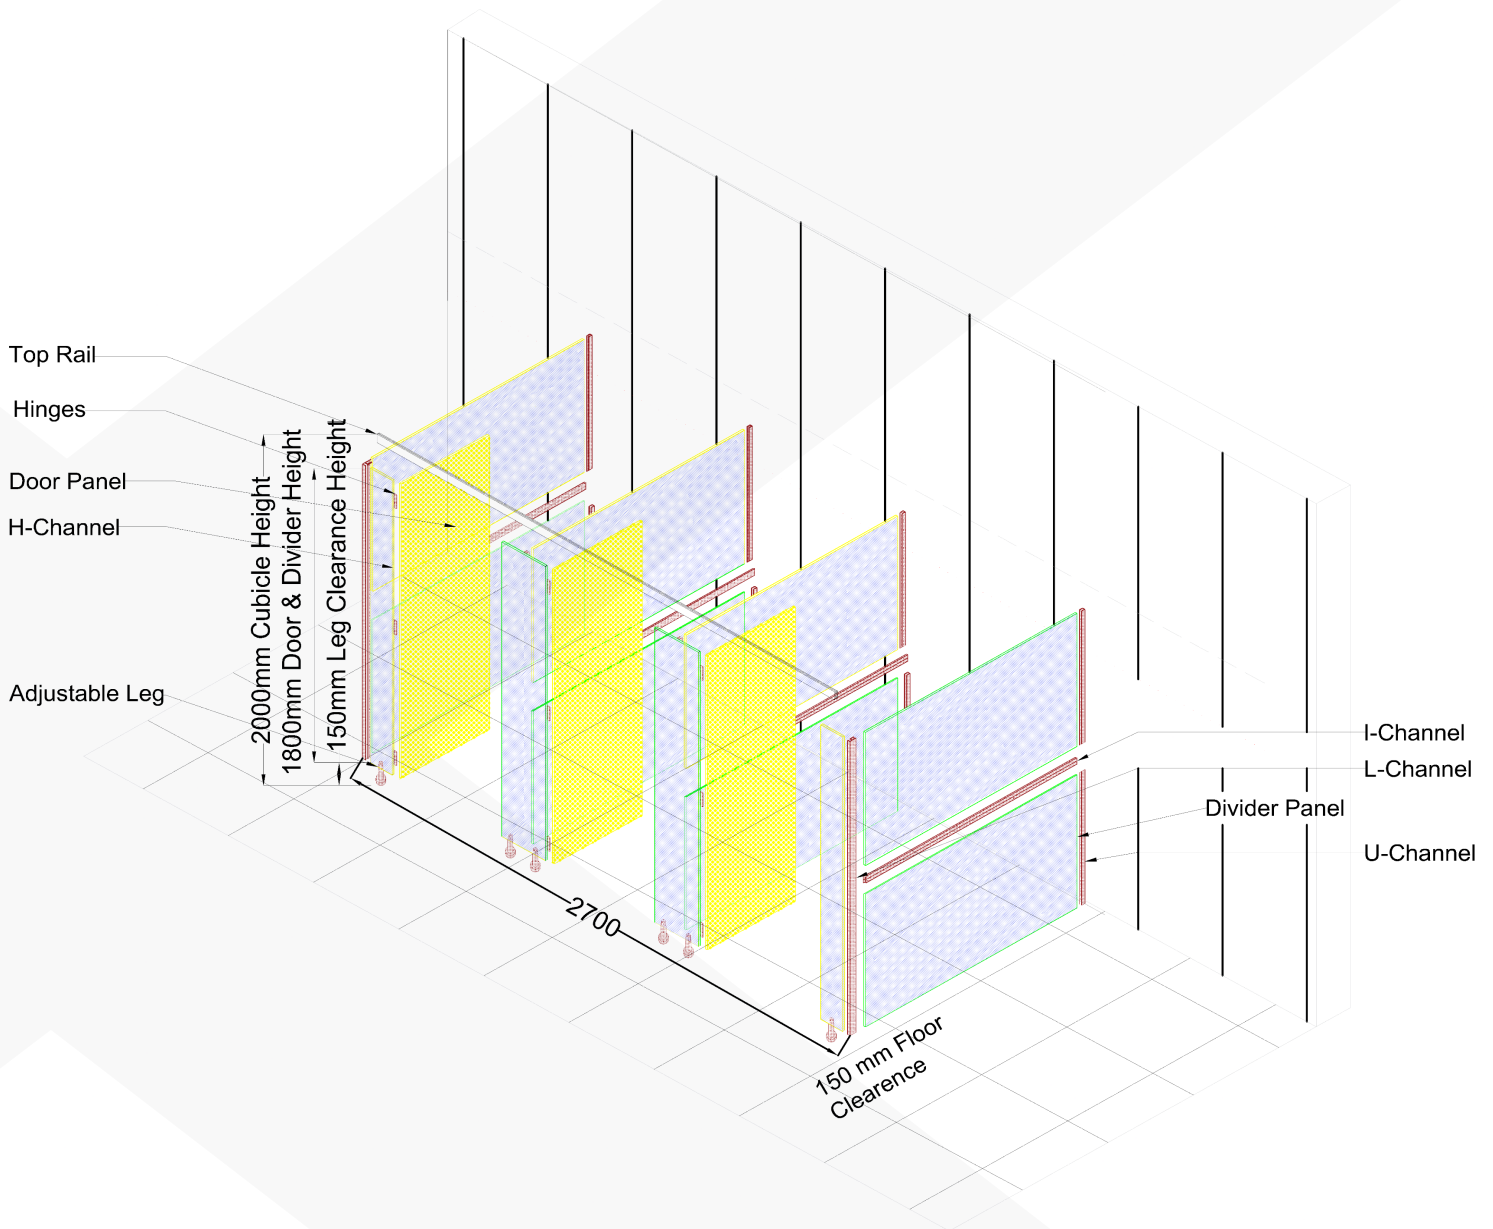 Top Rail
Hinges
Door Panel
H-Channel
Adjustable Leg
2000mm Cubicle Height
1800mm Door & Divider Height
150mm Leg Clearance Height
2700
150 mm Floor
Clearence
I-Channel
L-Channel
Divider Panel
U-Channel